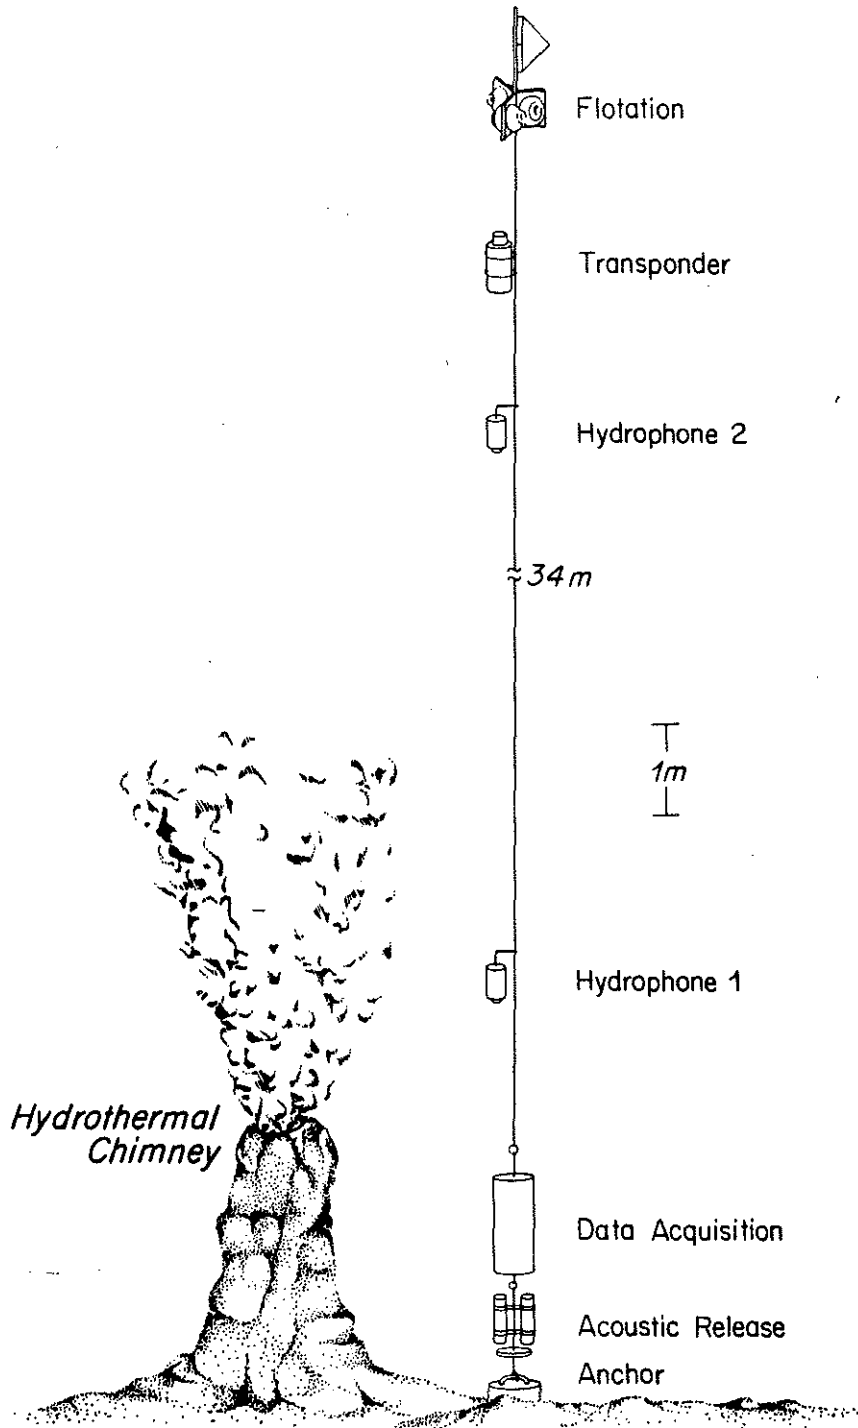 Flotation
Transponder
Hydrophone 2
34m
1m
Hydrophone 1
Hydrothermal
Chimney
Data Acquisition
Acoustic Release
Anchor